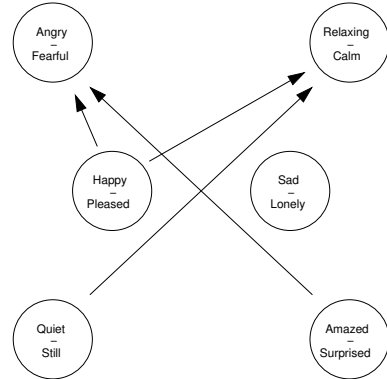 Angry
–
Fearful
Relaxing
–
Calm
Happy
–
Pleased
Sad
–
Lonely
Quiet
–
Still
Amazed
–
Surprised